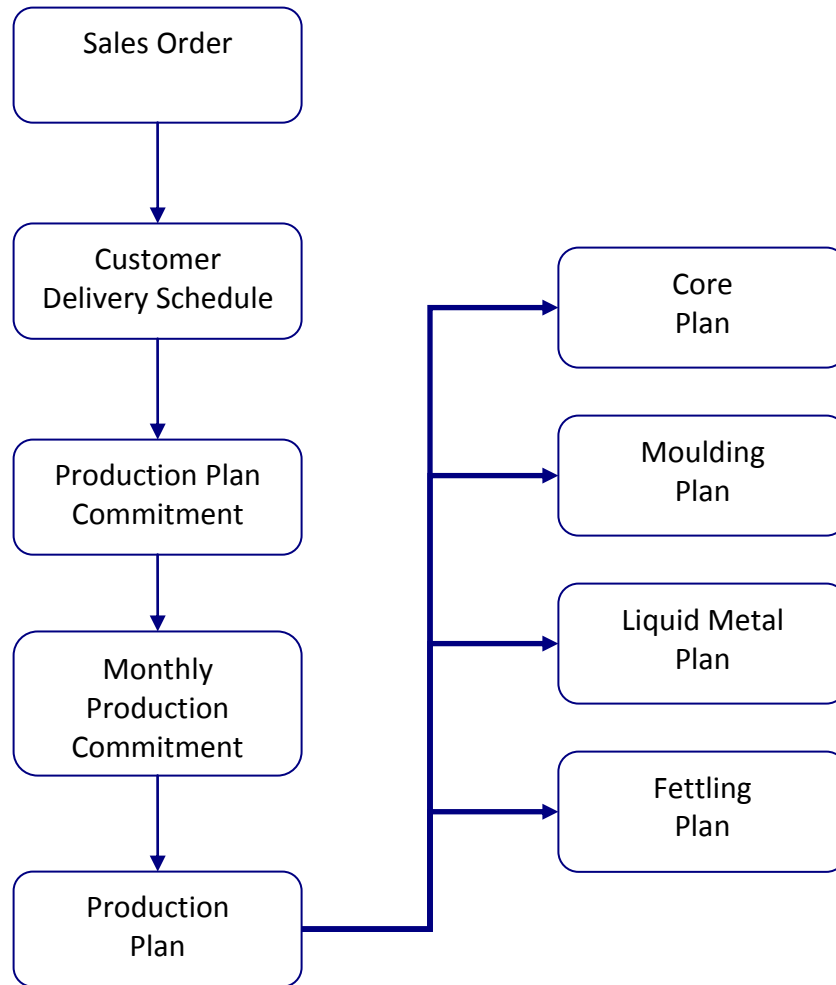 Sales Order
Customer
Delivery Schedule
Production Plan
Commitment
Monthly
Production
Commitment
Production
Plan
Core
Plan
Moulding
Plan
Liquid Metal
Plan
Fettling
Plan